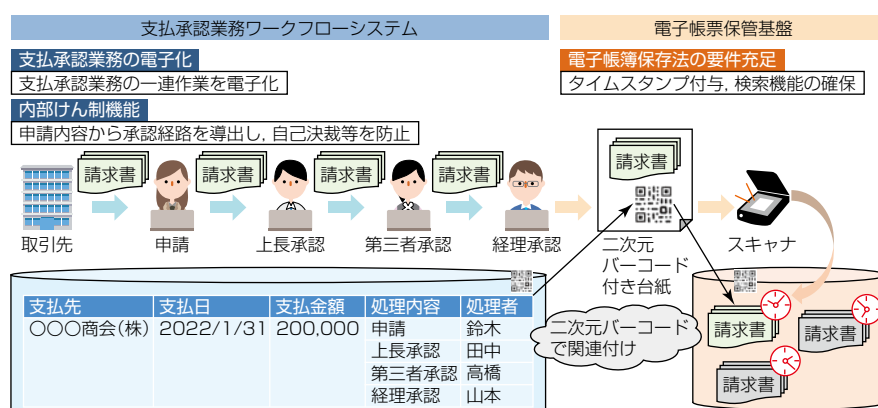 支払承認業務ワークフローシステム
電子帳票保管基盤
支払承認業務の電子化
支払承認業務の一連作業を電子化
内部けん制機能
申請内容から承認経路を導出し,自己決裁等を防止
電子帳簿保存法の要件充足
タイムスタンプ付与,検索機能の確保
請求書
請求書
請求書
請求書
請求書
取引先
申請
上長承認
第三者承認
経理承認
二次元
バーコード
付き台紙
スキャナ
支払先 支払日 支払金額 処理内容 処理者
〇〇〇商会(株) 2022/1/31 200,000 申請 鈴木
上長承認 田中
第三者承認 高橋
経理承認 山本
二次元バーコード
で関連付け
請求書
請求書
請求書